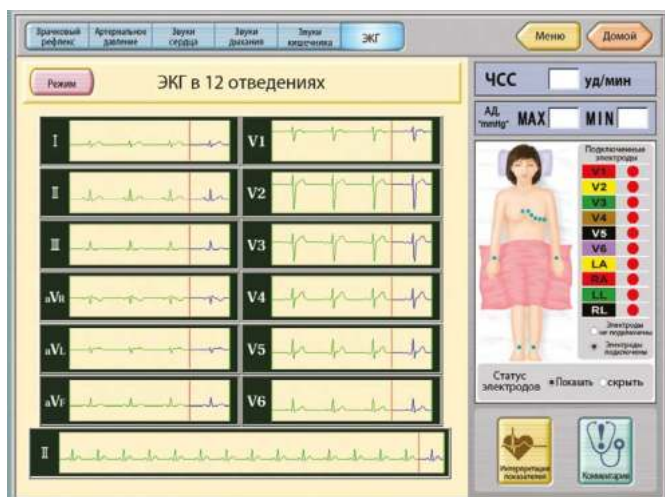 Зрачковый
рефлекс
Артериальное
давление
Звуки
сердца
Звуки
дыхания
Звуки
кишечника
ЭКГ
Меню
Домой
Режим
ЭКГ в 12 отведениях
ЧСС уд/мин
АД
"mmHg" MAX MIN
I
V1
II
V2
III
V3
aVR
V4
aVL
V5
aVF
V6
II
Подключенные
электроды
V1
V2
V3
V4
V5
V6
LA
RA
LL
RL
Электроды
не подключены
Электроды
подключены
Статус
электродов Показать скрыть
Интерпретация
показателей
Комментарии